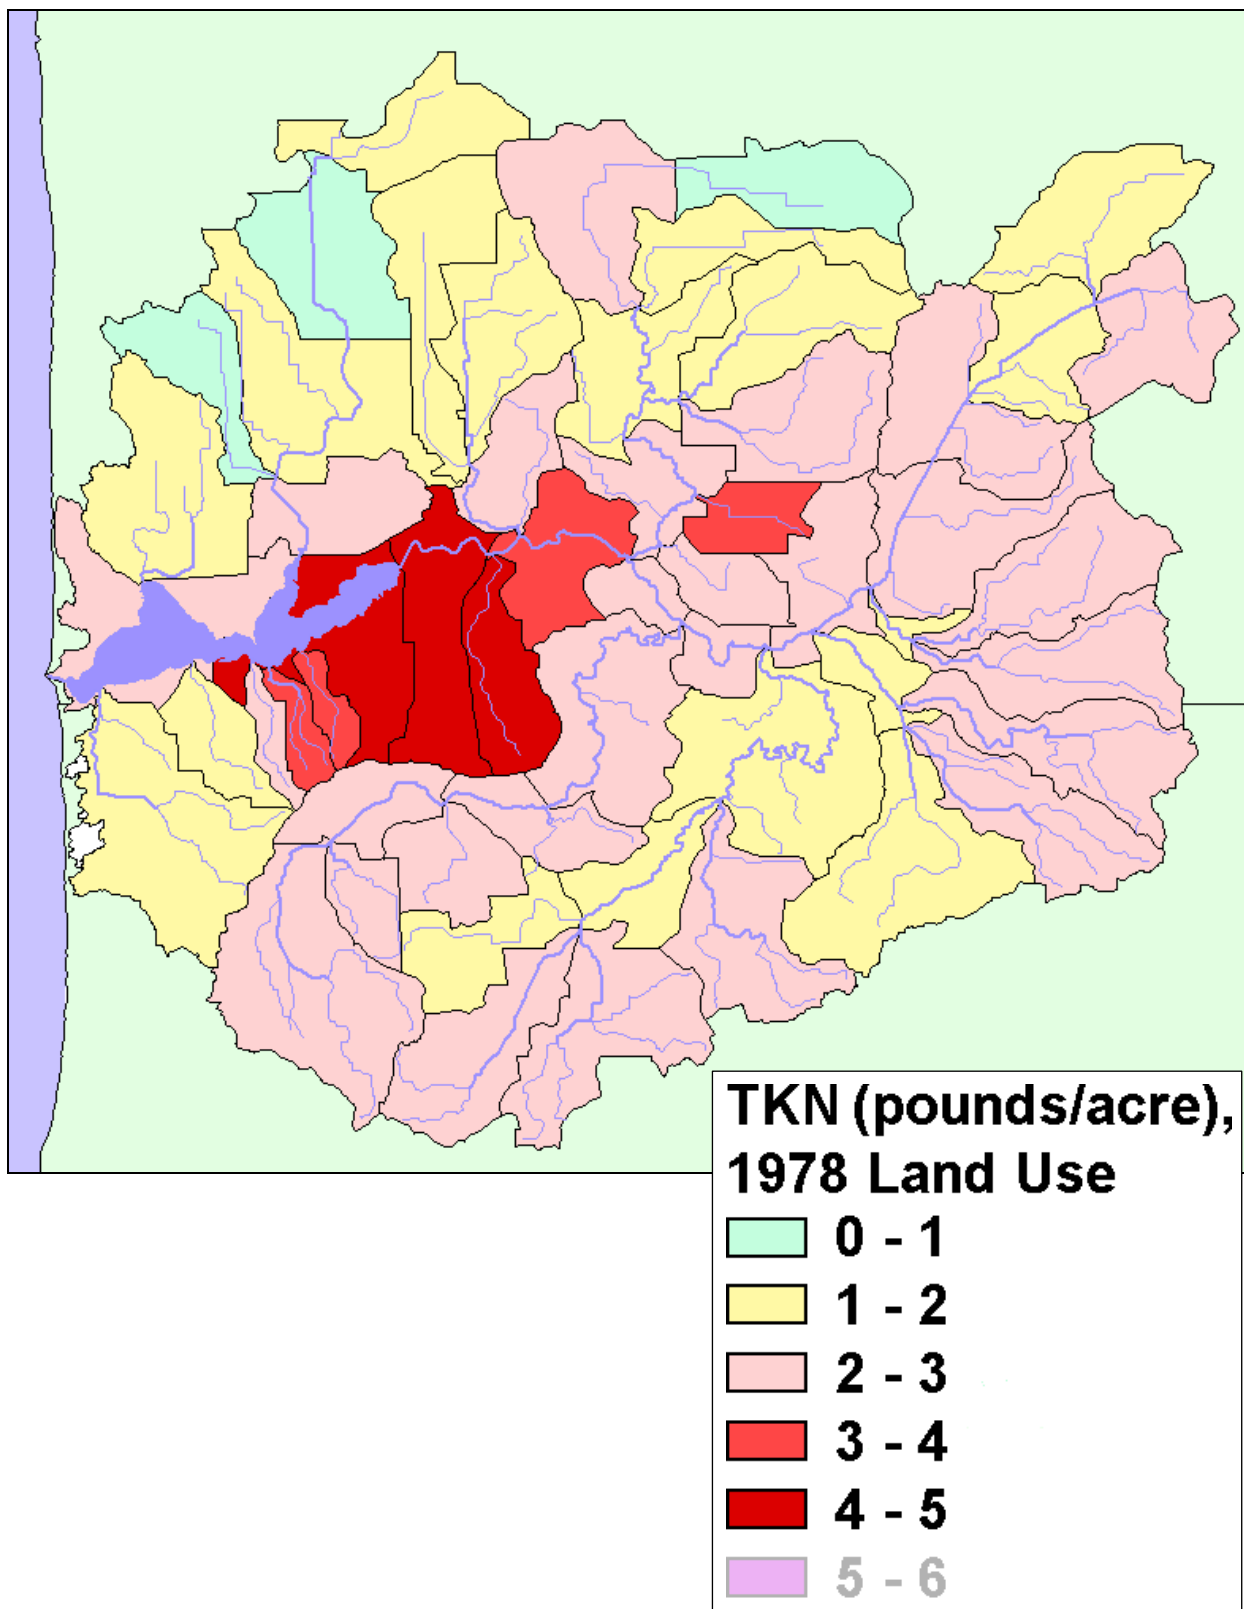 TKN (pounds/acre),
1978 Land Use
0 - 1
1 - 2
2 - 3
3 - 4
4 - 5
5 - 6